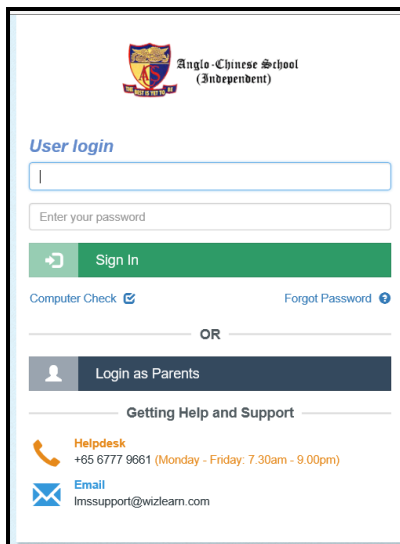 Anglo-Chinese School
(Independent)
ACS
THE BEST IS YET TO BE
User login
Enter your password
Sign In
Computer Check
Forgot Password
OR
Login as Parents
Getting Help and Support
Helpdesk
+65 6777 9661 (Monday - Friday: 7.30am - 9.00pm)
Email
lmssupport@wizlearn.com